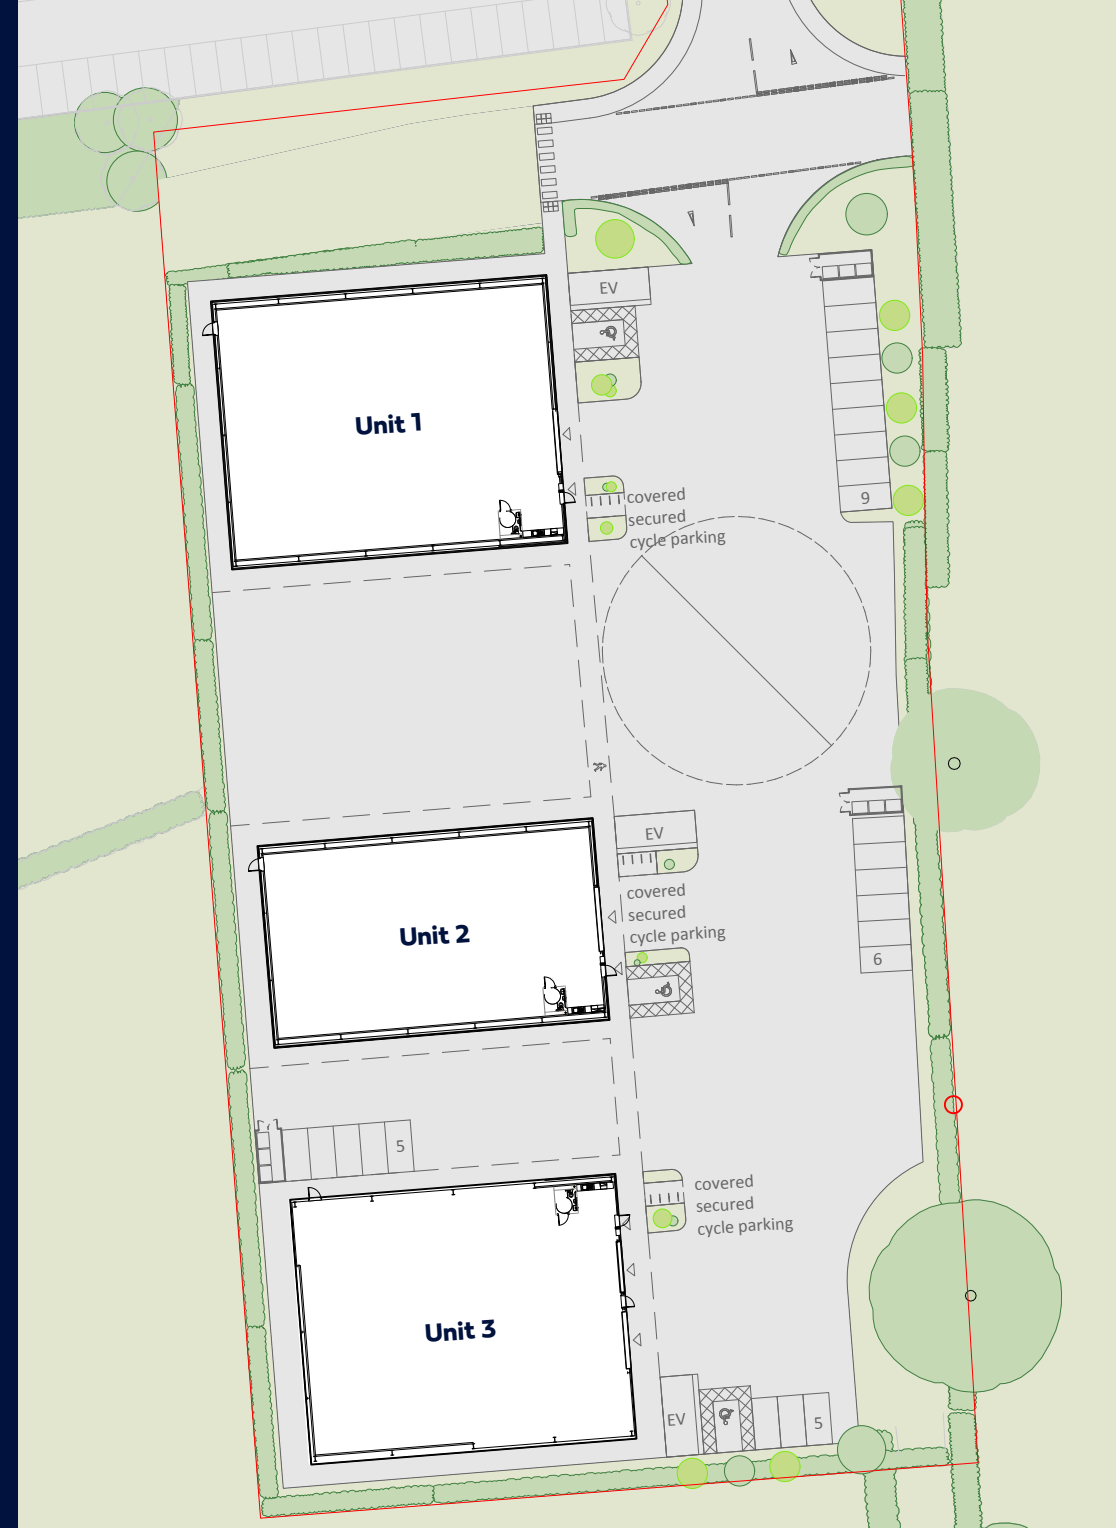 EV
Unit 1
9
covered
secured
cycle parking
EV
covered
secured
cycle parking
Unit 2
6
5
covered
secured
cycle parking
Unit 3
EV
5